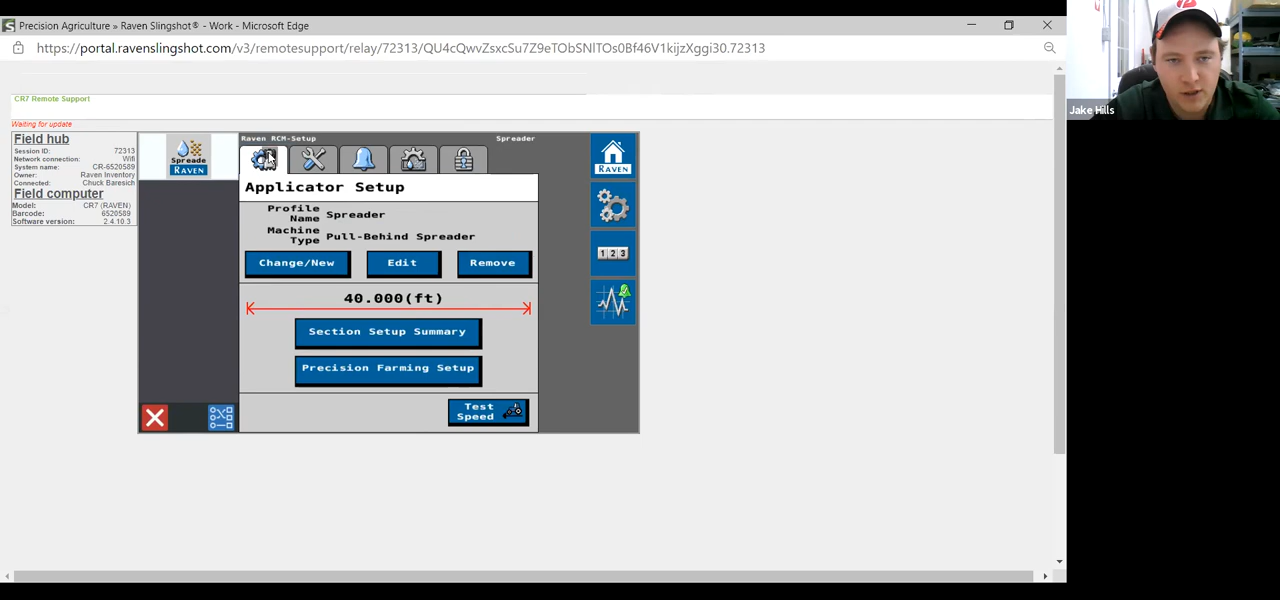 Precision Agriculture » Raven Slingshot® - Work - Microsoft Edge
https://portal.ravenslingshot.com/v3/remotesupport/relay/72313/QU4cQwvZsxcSu7Z9eTObSNlTOs0Bf46V1kijzXggi30.72313
Jake Hills
CR7 Remote Support
Waiting for update
Field hub
Session ID: 72313
Network connection: Wifi
System name: CR-6520589
Owner: Raven Inventory
Connected: Chuck Baresich
Field computer
Model: CR7 (RAVEN)
Barcode: 6520589
Software version: 2.4.10.3
Spreade
RAVEN
Raven RCM-Setup
Spreader
Applicator Setup
Profile Name Spreader
Machine Type Pull-Behind Spreader
Change/New
Edit
Remove
40.000(ft)
Section Setup Summary
Precision Farming Setup
Test Speed
RAVEN
1 2 3